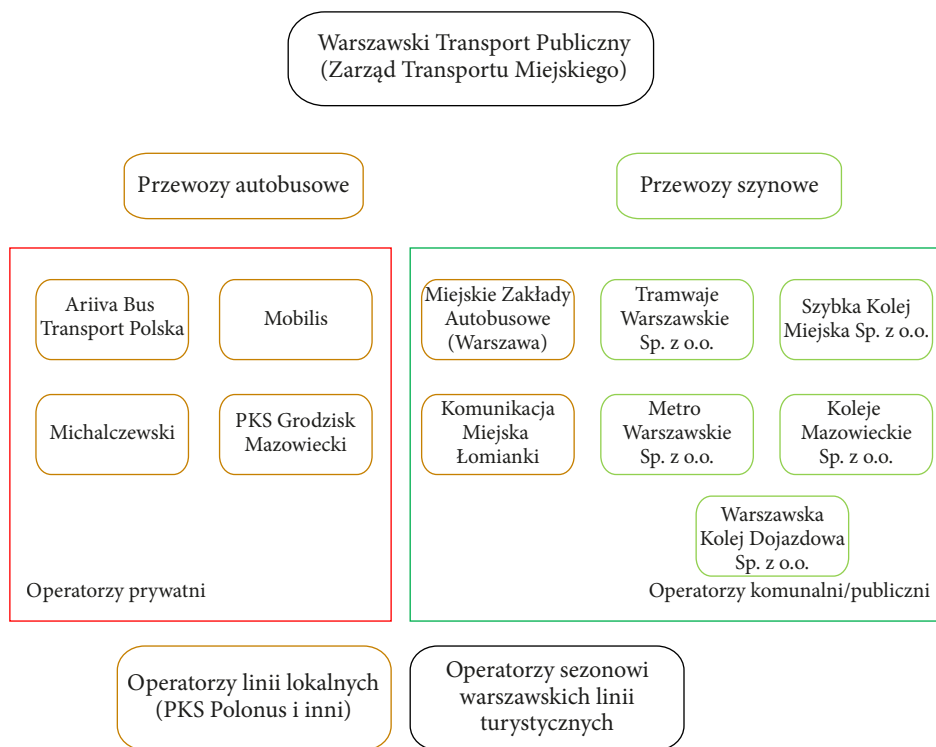 Warszawski Transport Publiczny
(Zarząd Transportu Miejskiego)
Przewozy autobusowe
Przewozy szynowe
Ariiva Bus
Transport Polska
Mobilis
Michalczewski
PKS Grodzisk
Mazowiecki
Operatorzy prywatni
Miejskie Zakłady
Autobusowe
(Warszawa)
Tramwaje
Warszawskie
Sp. z o.o.
Szybka Kolej
Miejska Sp. z o.o.
Komunikacja
Miejska
Łomianki
Metro
Warszawskie
Sp. z o.o.
Koleje
Mazowieckie
Sp. z o.o.
Warszawska
Kolej Dojazdowa
Sp. z o.o.
Operatorzy komunalni/publiczni
Operatorzy linii lokalnych
(PKS Polonus i inni)
Operatorzy sezonowi
warszawskich linii
turystycznych